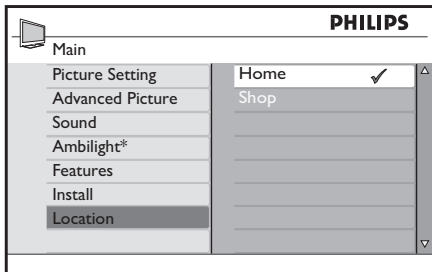 PHILIPS
Main
Picture Setting
Advanced Picture
Sound
Ambilight*
Features
Install
Location
Home
Shop